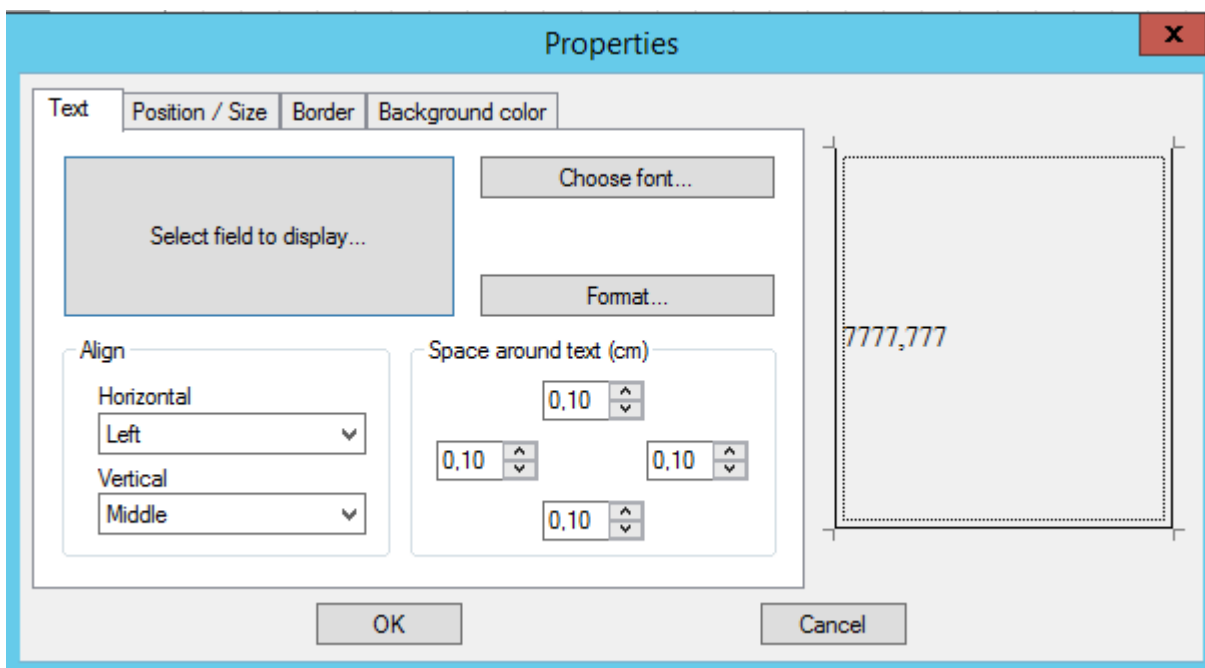 Properties
x
Text
Position / Size
Border
Background color
Select field to display...
Choose font...
Format...
Align
Horizontal
Left
Vertical
Middle
Space around text (cm)
0,10
0,10
0,10
0,10
7777,777
OK
Cancel